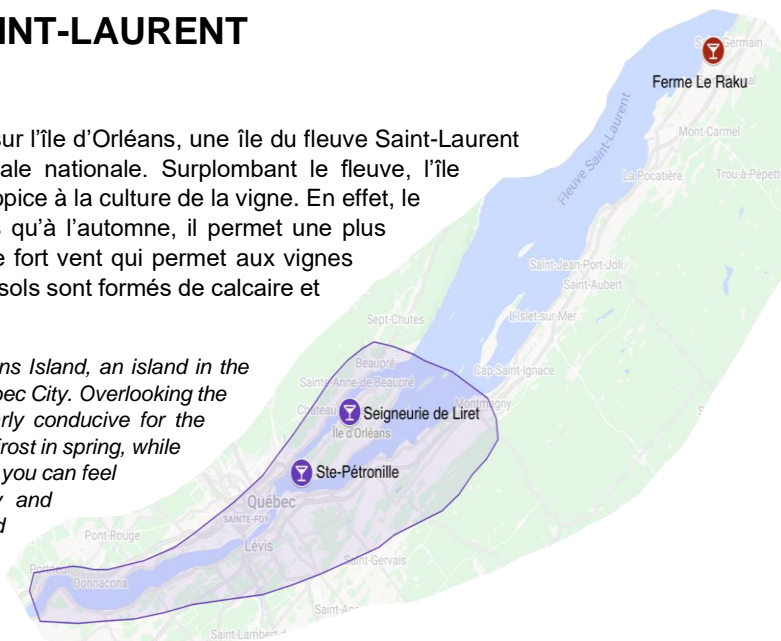 INT-LAURENT
sur l’île d’Orléans, une île du fleuve Saint-Laurent
ale nationale. Surplombant le fleuve, l’île
opice à la culture de la vigne. En effet, le
s qu’à l’automne, il permet une plus
e fort vent qui permet aux vignes
sols sont formés de calcaire et
ns Island, an island in the
bec City. Overlooking the
arly conducive for the
frost in spring, while
you can feel
y and
d
Ferme Le Raku
Mont-Carmel
Fleuve Saint-Laurent
La Pocatière
Trou-à-Pépett
Saint-Jean-Port-Joli
Saint-Aubert
L'Islet-sur-Mer
Sept-Chutes
Cap-Saint-Ignace
Beaupré
Sainte-Anne-de-Beaupré
Montmagny
Château
Seigneurie de Liret
Île d'Orléans
Ste-Pétronille
Québec
SAINTE-FOY
Lévis
Pont-Rouge
Donnacona
Saint-Gervais
Saint-An
Saint-Lambert-d